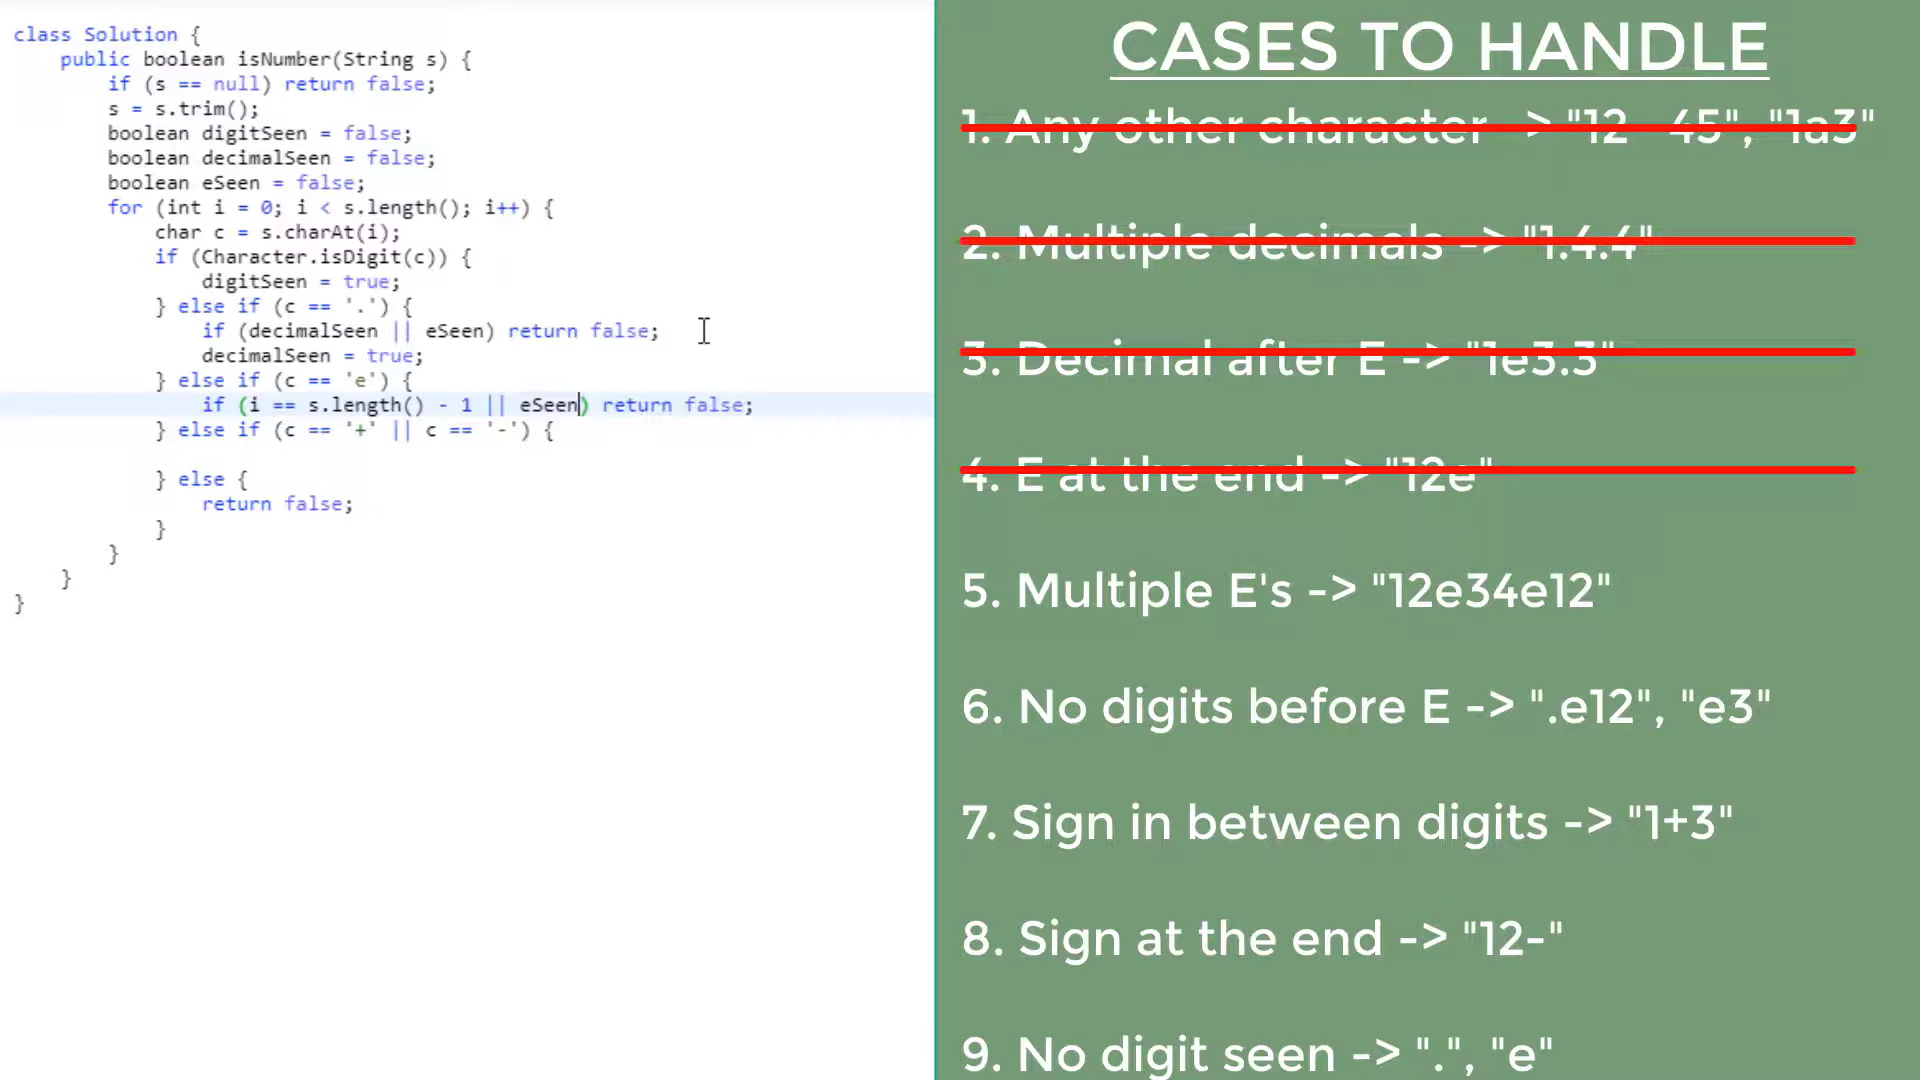 class Solution {
public boolean isNumber(String s) {
if (s == null) return false;
s = s.trim();
boolean digitSeen = false;
boolean decimalSeen = false;
boolean eSeen = false;
for (int i = 0; i < s.length(); i++) {
char c = s.charAt(i);
if (Character.isDigit(c)) {
digitSeen = true;
} else if (c == '.') {
if (decimalSeen || eSeen) return false;
decimalSeen = true;
} else if (c == 'e') {
if (i == s.length() - 1 || eSeen) return false;
} else if (c == '+' || c == '-') {
} else {
return false;
}
}
}
}
CASES TO HANDLE
1. Any other character -> "12 45", "1a3"
2. Multiple decimals -> "1.4.4"
3. Decimal after E -> "1e3.3"
4. E at the end -> "12e"
5. Multiple E's -> "12e34e12"
6. No digits before E -> ".e12", "e3"
7. Sign in between digits -> "1+3"
8. Sign at the end -> "12-"
9. No digit seen -> ".", "e"